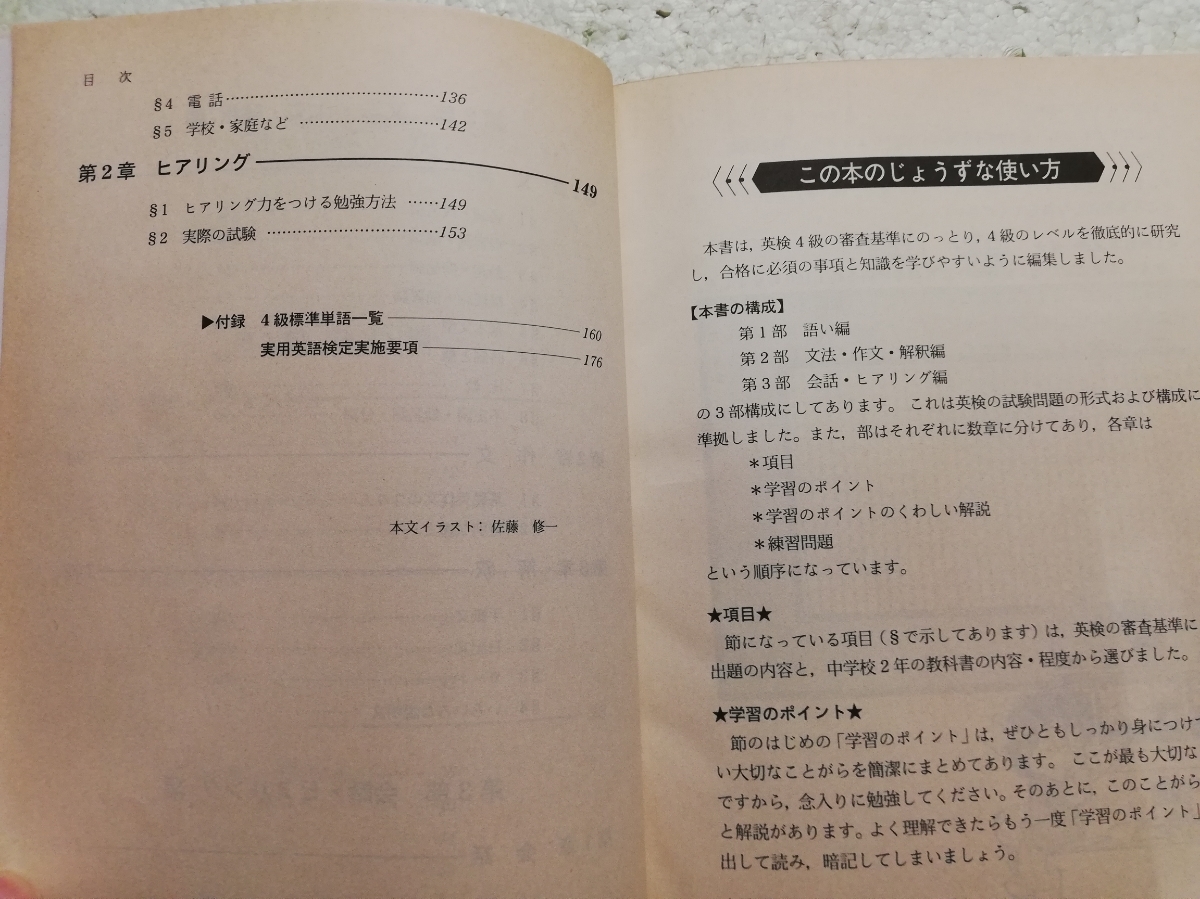 目 次
§4 電話……………………………………136
§5 学校・家庭など ………………………142
第2章 ヒアリング 149
§1 ヒアリング力をつける勉強方法 ……149
§2 実際の試験 ……………………………153
▶付録 4級標準単語一覧 160
実用英語検定実施要項 176
本文イラスト: 佐藤 修一
この本のじょうずな使い方
本書は, 英検4級の審査基準にのっとり, 4級のレベルを徹底的に研究
し, 合格に必須の事項と知識を学びやすいように編集しました。
【本書の構成】
第1部 語い編
第2部 文法・作文・解釈編
第3部 会話・ヒアリング編
の3部構成にしてあります。これは英検の試験問題の形式および構成に
準拠しました。また, 部はそれぞれに数章に分けてあり, 各章は
*項目
*学習のポイント
*学習のポイントのくわしい解説
*練習問題
という順序になっています。
★項目★
節になっている項目(§で示してあります)は, 英検の審査基準に
出題の内容と, 中学校2年の教科書の内容・程度から選びました。
★学習のポイント★
節のはじめの「学習のポイント」は, ぜひともしっかり身につけ
い大切なことがらを簡潔にまとめてあります。ここが最も大切な
ですから, 念入りに勉強してください。そのあとに, このことがら
と解説があります。よく理解できたらもう一度「学習のポイント」
出して読み, 暗記してしまいましょう。